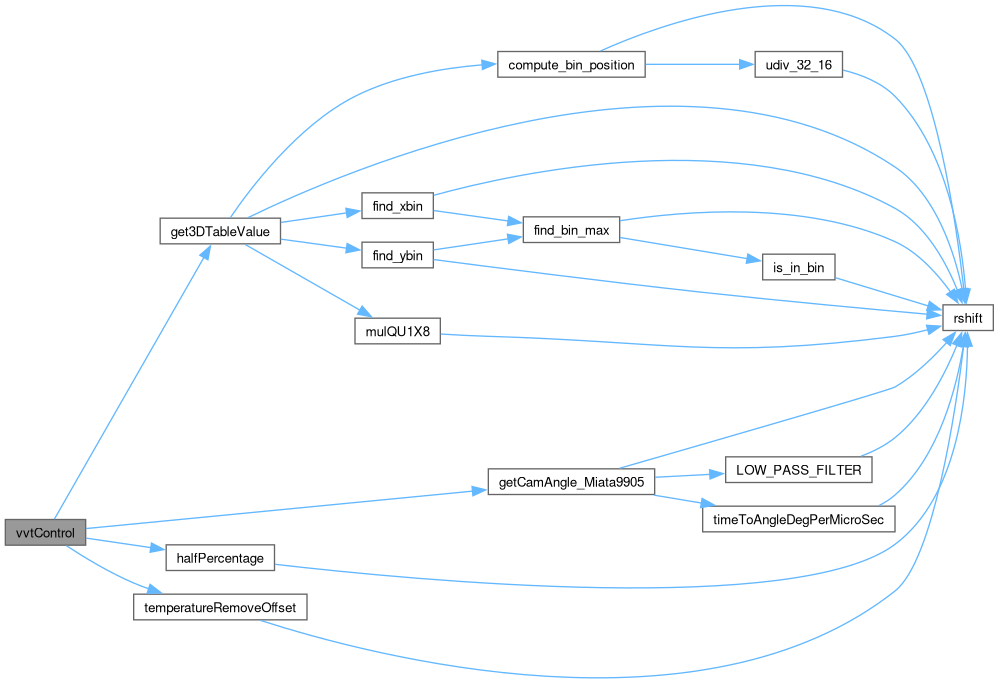 compute_bin_position
udiv_32_16
find_xbin
get3DTableValue
find_bin_max
find_ybin
is_in_bin
rshift
mulQU1X8
LOW_PASS_FILTER
getCamAngle_Miata9905
timeToAngleDegPerMicroSec
vvtControl
halfPercentage
temperatureRemoveOffset